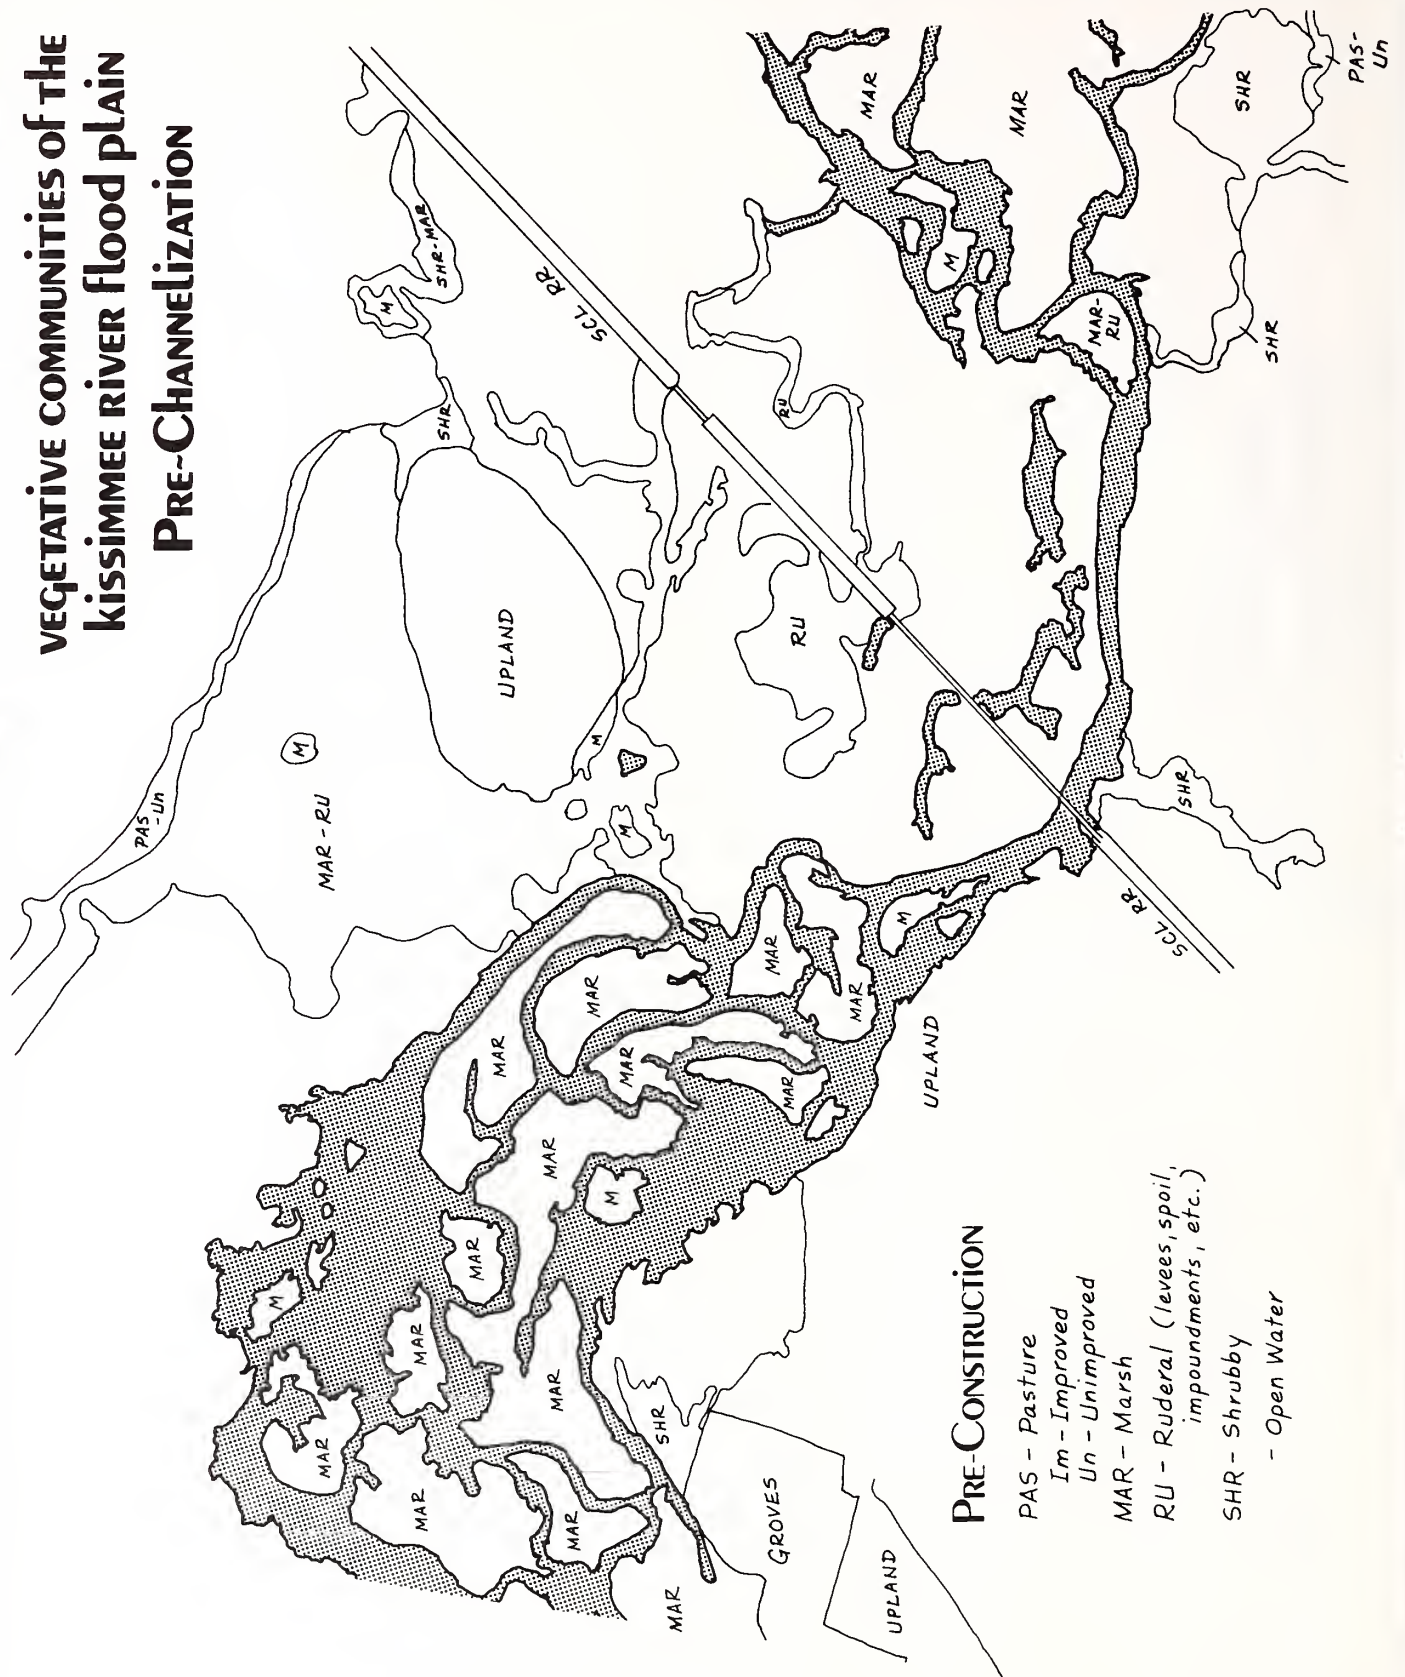 VEGETATIVE COMMUNITIES of THE
kissimmee river flood plain
Pre~Channelization
PAS
-Un
MAR-RU
M
UPLAND
SHR
SHR-MAR
M
SCL RR
M
M
RU
RU
MAR
MAR
M
MAR-
RU
SHR
PAS-
Un
SHR
SHR
SCL RR
M
MAR
MAR
MAR
MAR
MAR
MAR
MAR
M
MAR
M
MAR
MAR
MAR
MAR
MAR
MAR
SHR
GROVES
UPLAND
UPLAND
Pre-Construction
PAS - Pasture
Im - Improved
Un - Unimproved
MAR - Marsh
RU - Ruderal (levees, spoil,
impoundments, etc.)
SHR - Shrubby
- Open Water